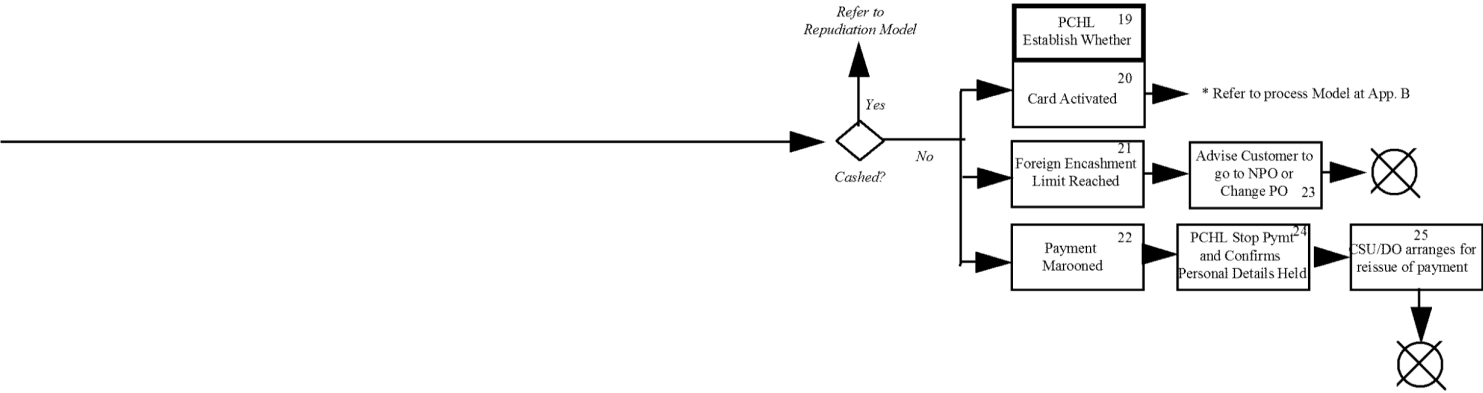 Refer to
Repudiation Model
Yes
Cashed?
No
PCHL 19
Establish Whether
20
Card Activated
* Refer to process Model at App. B
21
Foreign Encashment
Limit Reached
Advise Customer to
go to NPO or
Change PO 23
Payment 22
Marooned
PCHL Stop Pymt 24
and Confirms
Personal Details Held
25
CSU/DO arranges for
reissue of payment